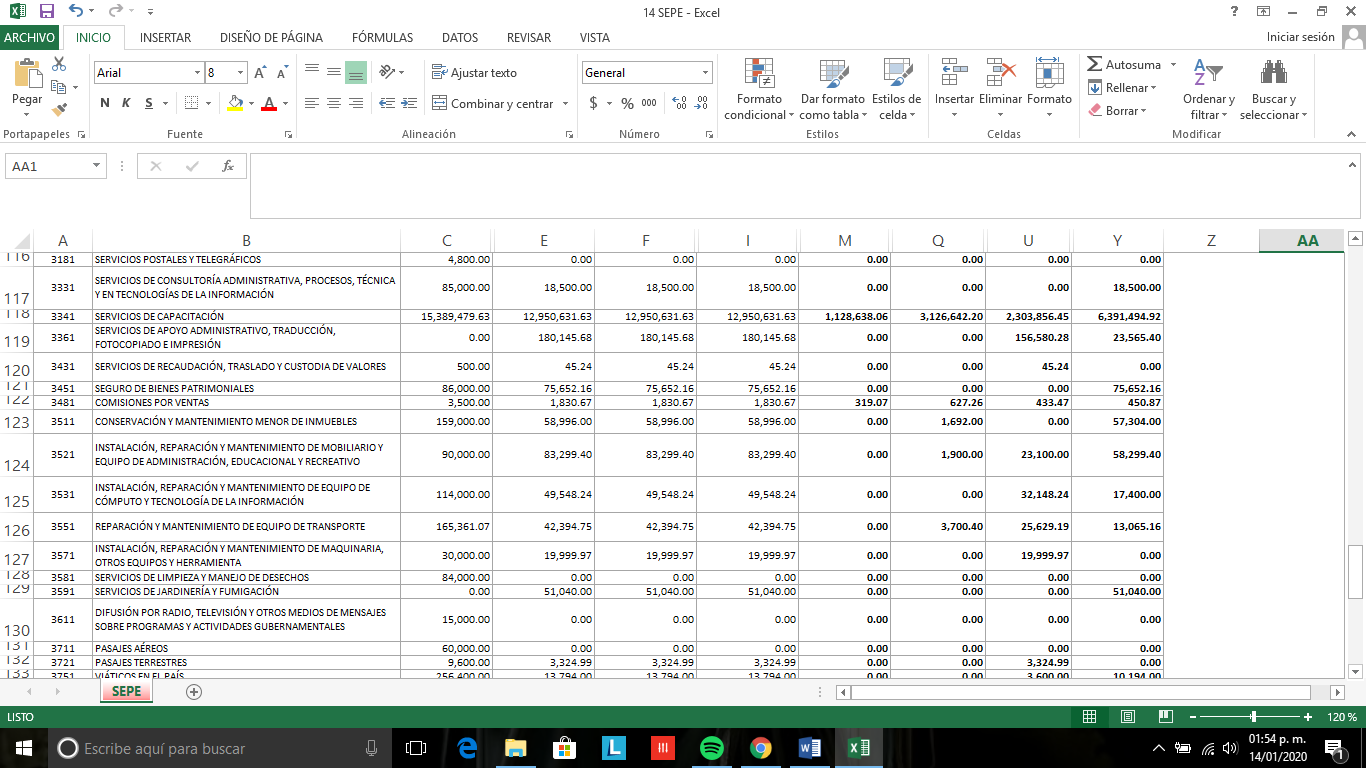 14 SEPE - Excel
?
ARCHIVO INICIO INSERTAR DISEÑO DE PÁGINA FÓRMULAS DATOS REVISAR VISTA Iniciar sesión
Pegar
Arial 8
N K S
Ajustar texto
Combinar y centrar
General
$ % 000
Formato condicional
Dar formato como tabla
Estilos de celda
Insertar Eliminar Formato
Autosuma
Rellenar
Borrar
Ordenar y filtrar
Buscar y seleccionar
Portapapeles Fuente Alineación Número Estilos Celdas Modificar
AA1 fx
A B C E F I M Q U Y Z AA
116 3181 SERVICIOS POSTALES Y TELEGRÁFICOS 4,800.00 0.00 0.00 0.00 0.00 0.00 0.00 0.00
117 3331 SERVICIOS DE CONSULTORÍA ADMINISTRATIVA, PROCESOS, TÉCNICA Y EN TECNOLOGÍAS DE LA INFORMACIÓN 85,000.00 18,500.00 18,500.00 18,500.00 0.00 0.00 0.00 18,500.00
118 3341 SERVICIOS DE CAPACITACIÓN 15,389,479.63 12,950,631.63 12,950,631.63 12,950,631.63 1,128,638.06 3,126,642.20 2,303,856.45 6,391,494.92
119 3361 SERVICIOS DE APOYO ADMINISTRATIVO, TRADUCCIÓN, FOTOCOPIADO E IMPRESIÓN 0.00 180,145.68 180,145.68 180,145.68 0.00 0.00 156,580.28 23,565.40
120 3431 SERVICIOS DE RECAUDACIÓN, TRASLADO Y CUSTODIA DE VALORES 500.00 45.24 45.24 45.24 0.00 0.00 45.24 0.00
121 3451 SEGURO DE BIENES PATRIMONIALES 86,000.00 75,652.16 75,652.16 75,652.16 0.00 0.00 0.00 75,652.16
122 3481 COMISIONES POR VENTAS 3,500.00 1,830.67 1,830.67 1,830.67 319.07 627.26 433.47 450.87
123 3511 CONSERVACIÓN Y MANTENIMIENTO MENOR DE INMUEBLES 159,000.00 58,996.00 58,996.00 58,996.00 0.00 1,692.00 0.00 57,304.00
124 3521 INSTALACIÓN, REPARACIÓN Y MANTENIMIENTO DE MOBILIARIO Y EQUIPO DE ADMINISTRACIÓN, EDUCACIONAL Y RECREATIVO 90,000.00 83,299.40 83,299.40 83,299.40 0.00 1,900.00 23,100.00 58,299.40
125 3531 INSTALACIÓN, REPARACIÓN Y MANTENIMIENTO DE EQUIPO DE CÓMPUTO Y TECNOLOGÍA DE LA INFORMACIÓN 114,000.00 49,548.24 49,548.24 49,548.24 0.00 0.00 32,148.24 17,400.00
126 3551 REPARACIÓN Y MANTENIMIENTO DE EQUIPO DE TRANSPORTE 165,361.07 42,394.75 42,394.75 42,394.75 0.00 3,700.40 25,629.19 13,065.16
127 3571 INSTALACIÓN, REPARACIÓN Y MANTENIMIENTO DE MAQUINARIA, OTROS EQUIPOS Y HERRAMIENTA 30,000.00 19,999.97 19,999.97 19,999.97 0.00 0.00 19,999.97 0.00
128 3581 SERVICIOS DE LIMPIEZA Y MANEJO DE DESECHOS 84,000.00 0.00 0.00 0.00 0.00 0.00 0.00 0.00
129 3591 SERVICIOS DE JARDINERÍA Y FUMIGACIÓN 0.00 51,040.00 51,040.00 51,040.00 0.00 0.00 0.00 51,040.00
130 3611 DIFUSIÓN POR RADIO, TELEVISIÓN Y OTROS MEDIOS DE MENSAJES SOBRE PROGRAMAS Y ACTIVIDADES GUBERNAMENTALES 15,000.00 0.00 0.00 0.00 0.00 0.00 0.00 0.00
131 3711 PASAJES AÉREOS 60,000.00 0.00 0.00 0.00 0.00 0.00 0.00 0.00
132 3721 PASAJES TERRESTRES 9,600.00 3,324.99 3,324.99 3,324.99 0.00 0.00 3,324.99 0.00
133 3751 VIÁTICOS EN EL PAÍS 256,400.00 13,794.00 13,794.00 13,794.00 0.00 0.00 3,600.00 10,194.00
SEPE
LISTO 120 %
Escribe aquí para buscar
01:54 p. m.
14/01/2020
1